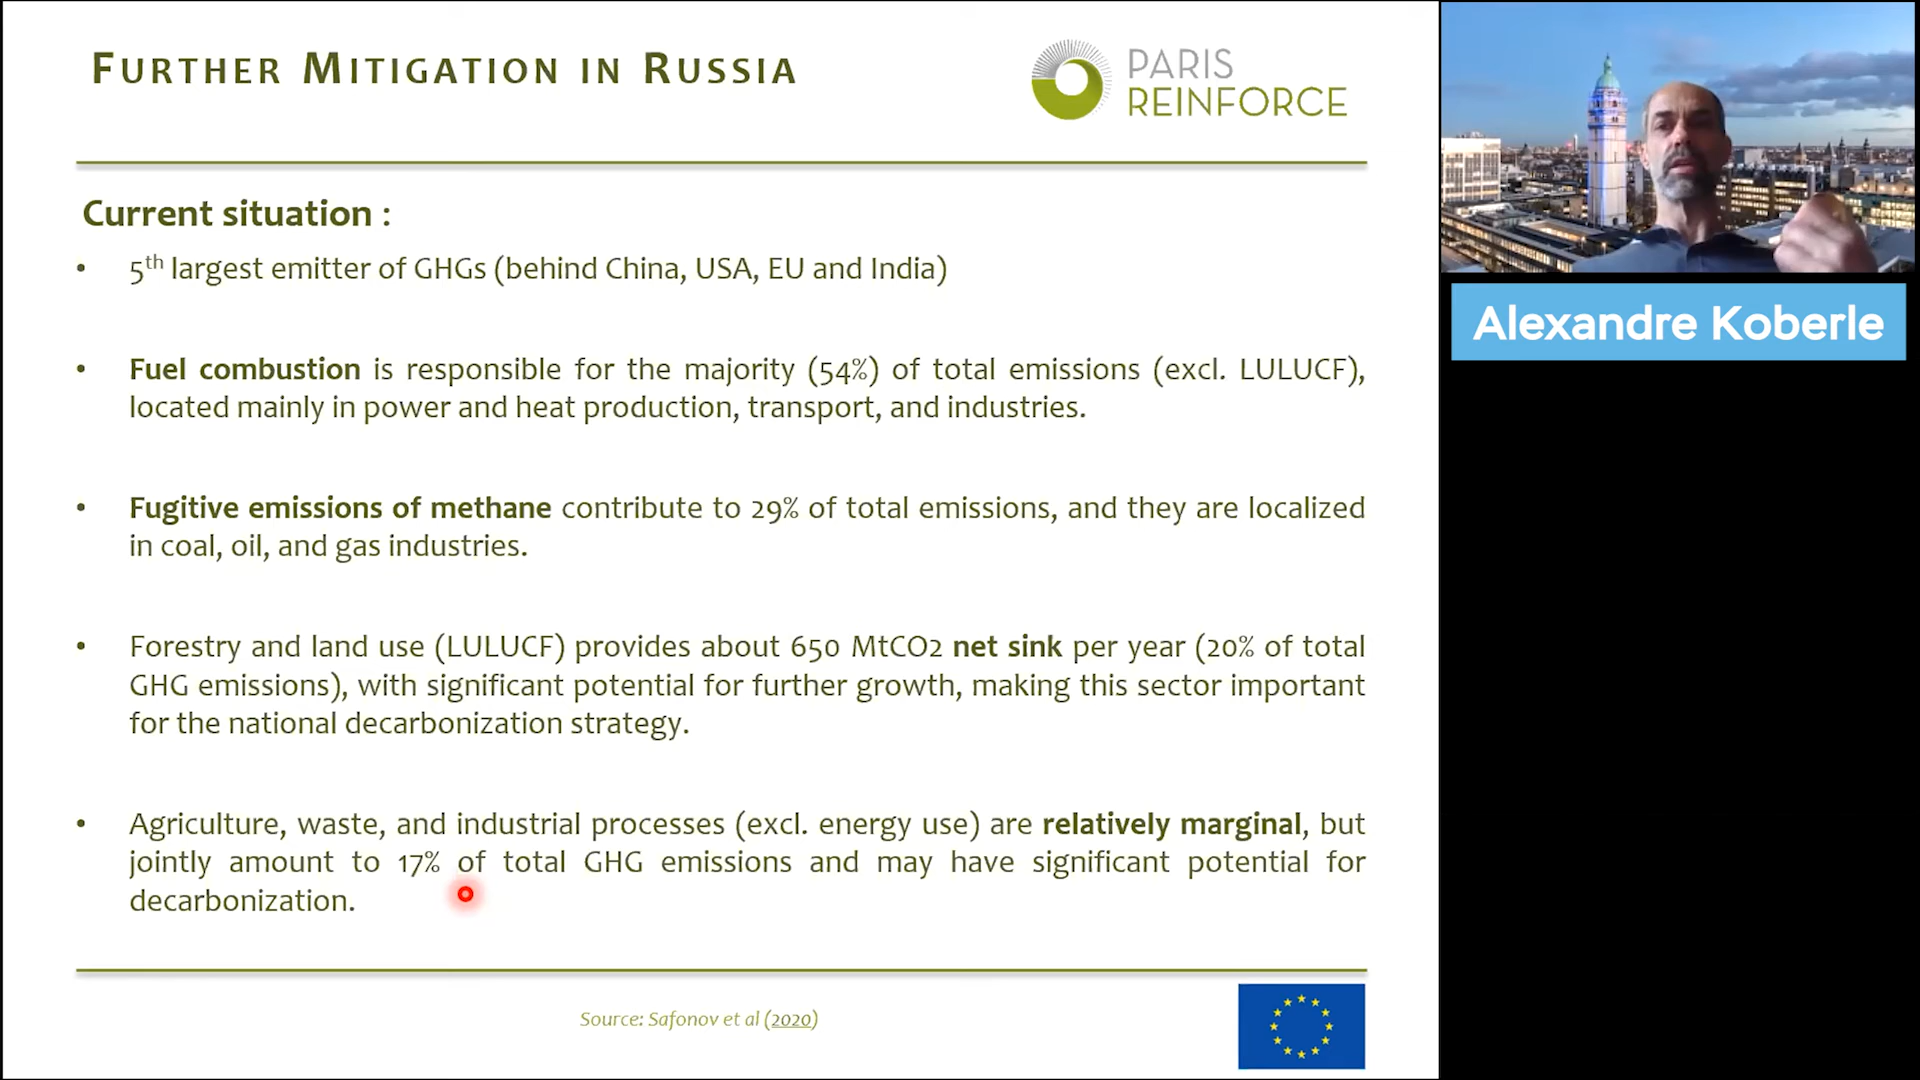 FURTHER MITIGATION IN RUSSIA
PARIS
REINFORCE
Current situation :
• 5th largest emitter of GHGs (behind China, USA, EU and India)
• Fuel combustion is responsible for the majority (54%) of total emissions (excl. LULUCF),
located mainly in power and heat production, transport, and industries.
• Fugitive emissions of methane contribute to 29% of total emissions, and they are localized
in coal, oil, and gas industries.
• Forestry and land use (LULUCF) provides about 650 MtCO2 net sink per year (20% of total
GHG emissions), with significant potential for further growth, making this sector important
for the national decarbonization strategy.
• Agriculture, waste, and industrial processes (excl. energy use) are relatively marginal, but
jointly amount to 17% of total GHG emissions and may have significant potential for
decarbonization.
Source: Safonov et al (2020)
Alexandre Koberle